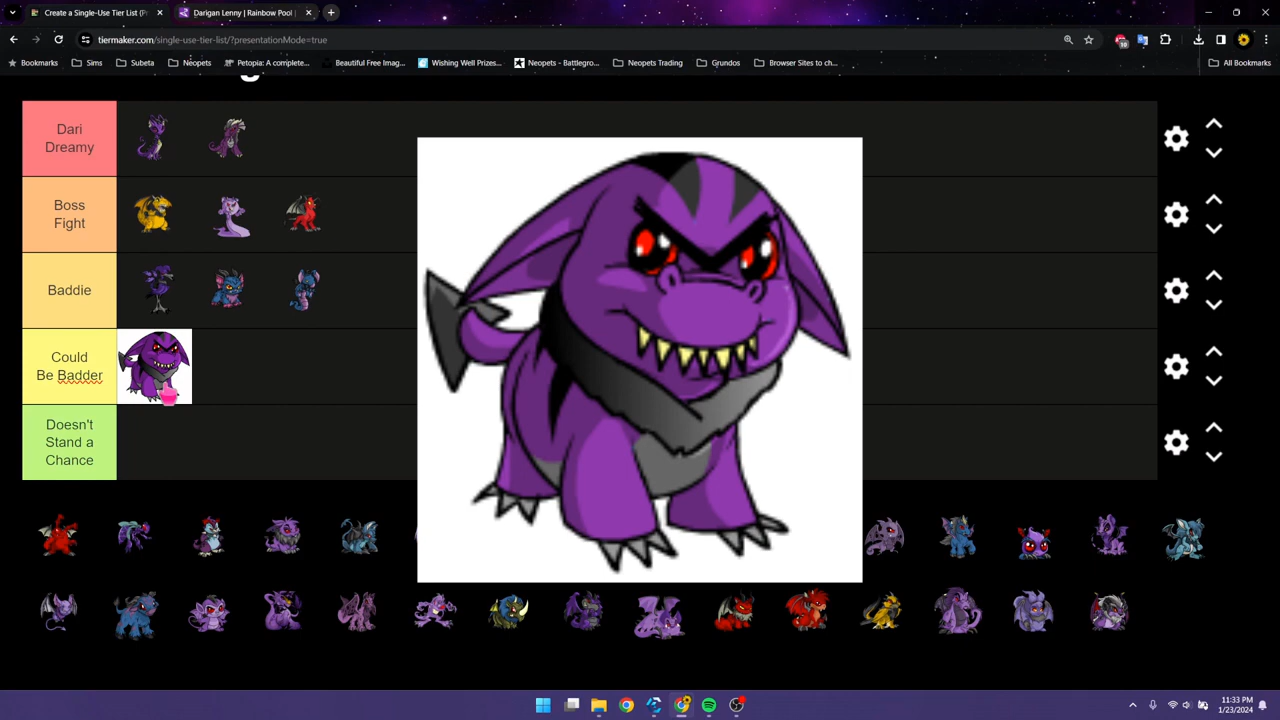 Create a Single-Use Tier List (P
Darigan Lenny | Rainbow Pool |
tiermaker.com/single-use-tier-list/?presentationMode=true
Bookmarks
Sims
Subeta
Neopets
Petopia: A complete...
Beautiful Free Imag...
Wishing Well Prizes...
Neopets - Battlegro...
Neopets Trading
Grundos
Browser Sites to ch...
All Bookmarks
10
Dari
Dreamy
Boss
Fight
Baddie
Could
Be Badder
Doesn't
Stand a
Chance
11:33 PM
1/23/2024